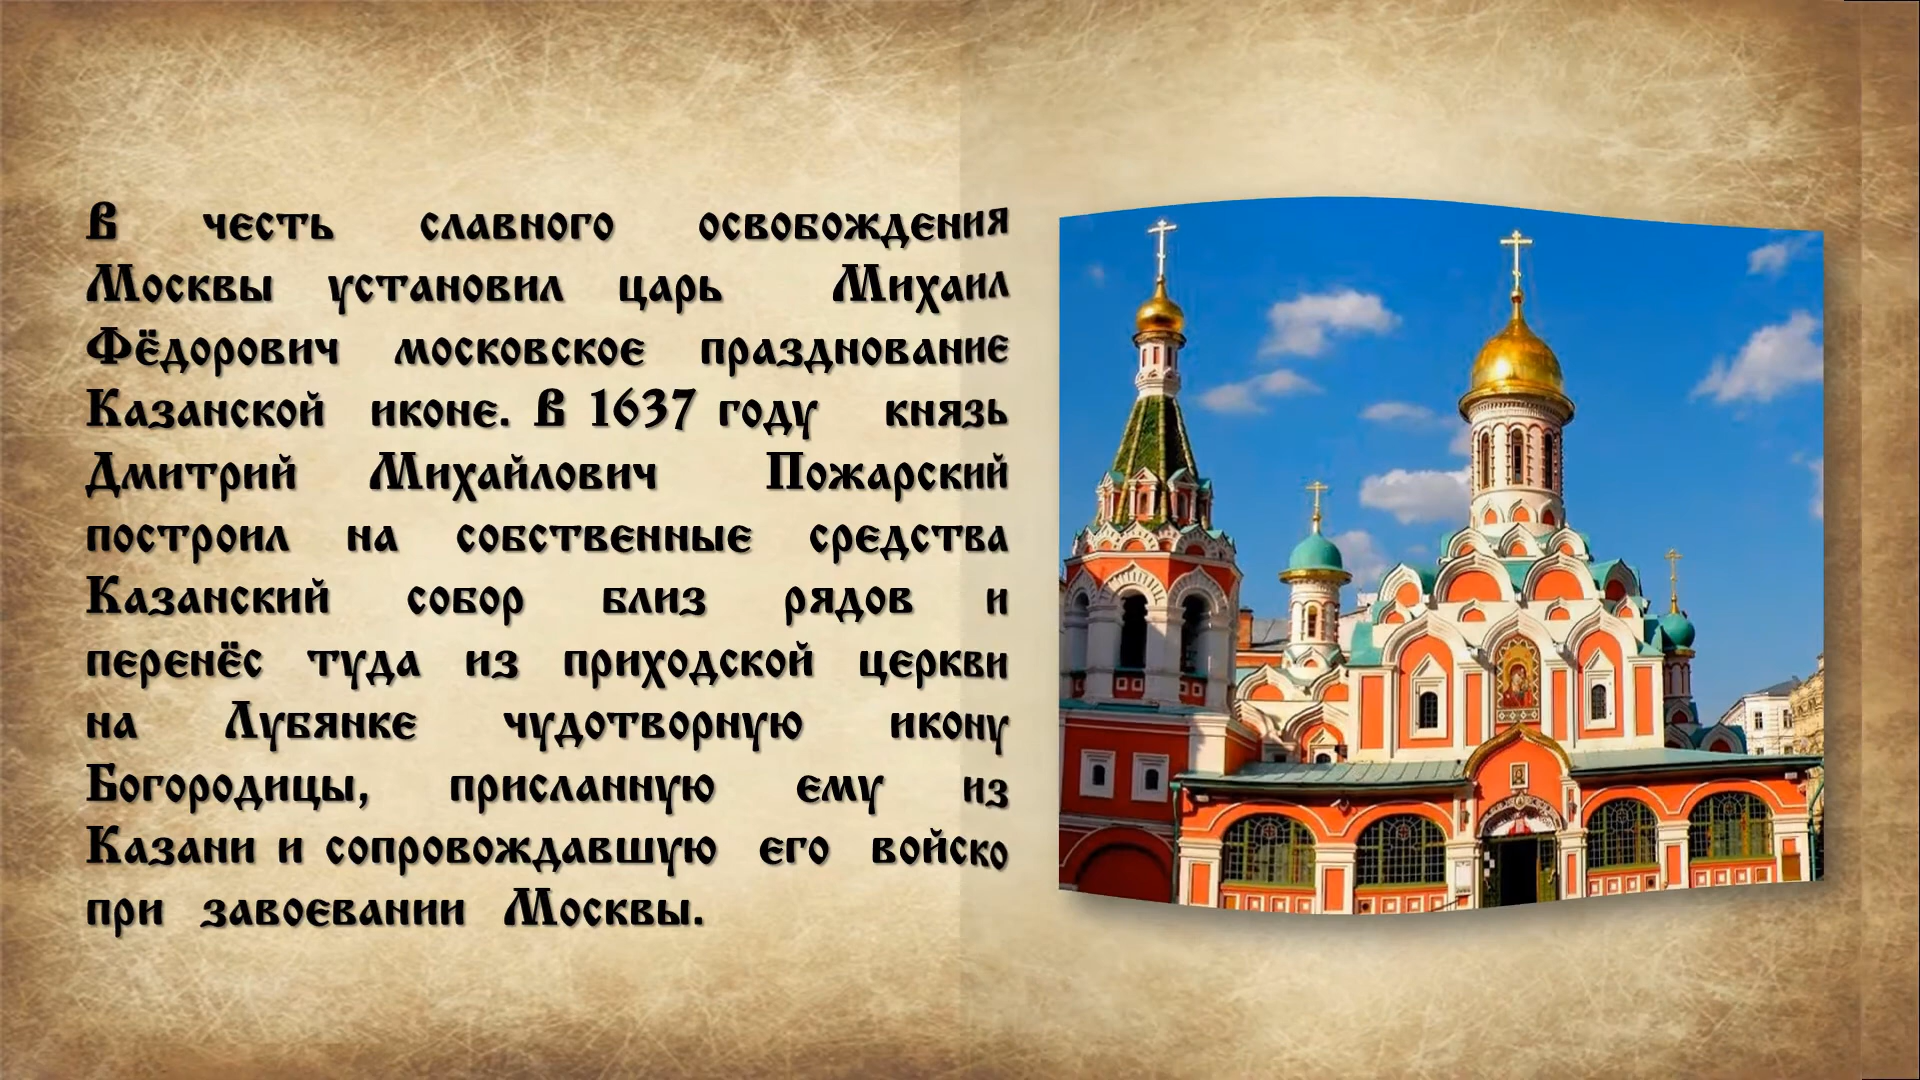 В честь славного освобождения
Москвы установил царь Михаил
Фёдорович московское празднование
Казанской иконе. В 1637 году князь
Дмитрий Михайлович Пожарский
построил на собственные средства
Казанский собор близ рядов и
перенёс туда из приходской церкви
на Лубянке чудотворную икону
Богородицы, присланную ему из
Казани и сопровождавшую его войско
при завоевании Москвы.